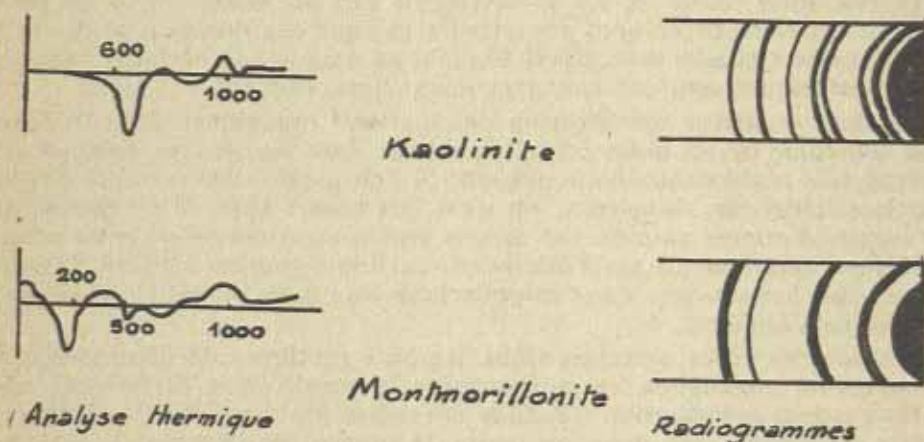 600
1000
Kaolinite
200
500
1000
Montmorillonite
Analyse thermique
Radiogrammes